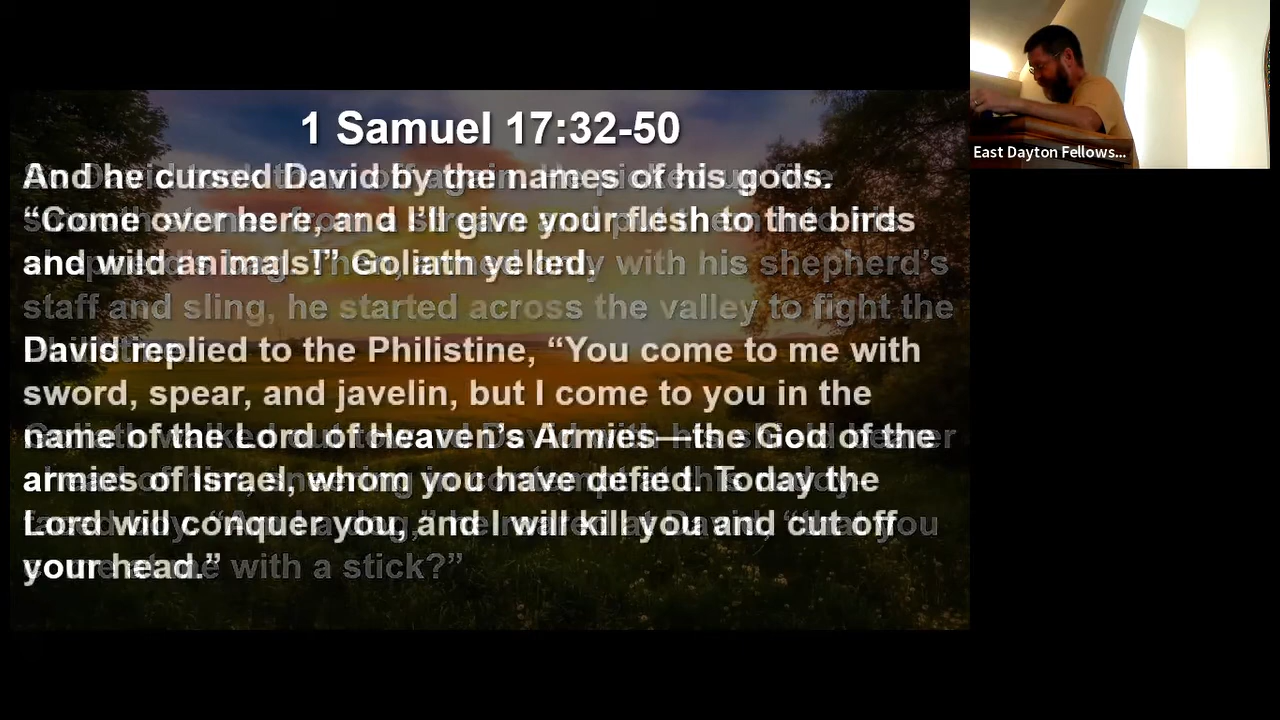 1 Samuel 17:32-50
And he cursed David by the names of his gods.
“Come over here, and I’ll give your flesh to the birds
and wild animals!” Goliath yelled.
with his shepherd’s
staff and sling, he started across the valley to fight the
David replied to the Philistine, “You come to me with
sword, spear, and javelin, but I come to you in the
name of the Lord of Heaven’s Armies—the God of the
armies of Israel, whom you have defied. Today the
Lord will conquer you, and I will kill you and cut off
your head.”
with a stick?”
East Dayton Fellows...